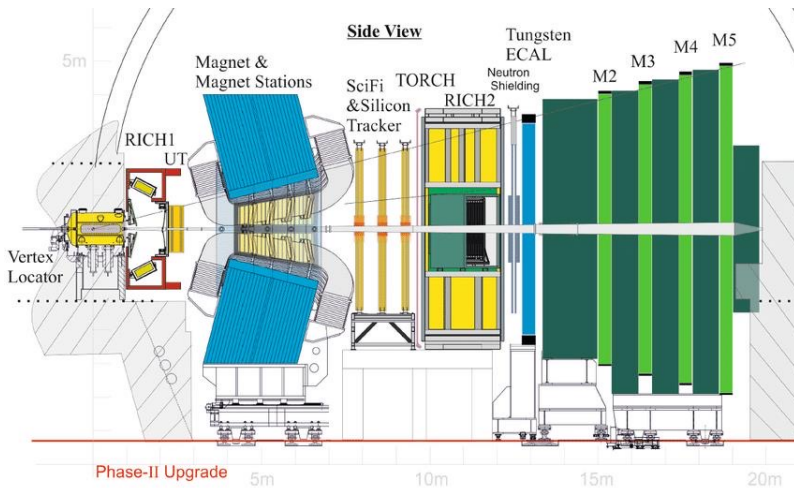 Side View
5m
Magnet &
Magnet Stations
SciFi
&Silicon
Tracker
TORCH
RICH2
Tungsten
ECAL
Neutron
Shielding
M2
M3
M4
M5
RICH1
UT
Vertex
Locator
Phase-II Upgrade
5m
10m
15m
20m